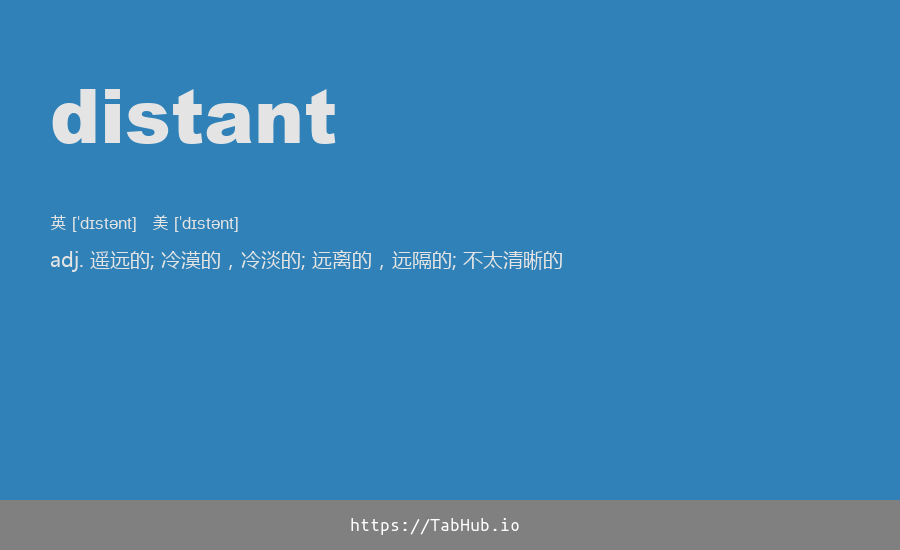 distant
英 [ˈdɪstənt] 美 [ˈdɪstənt]
adj. 遥远的; 冷漠的，冷淡的; 远离的，远隔的; 不太清晰的
https://TabHub.io